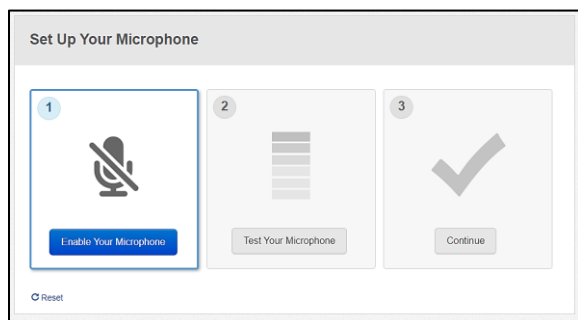 Set Up Your Microphone
1
2
3
Enable Your Microphone
Test Your Microphone
Continue
Reset